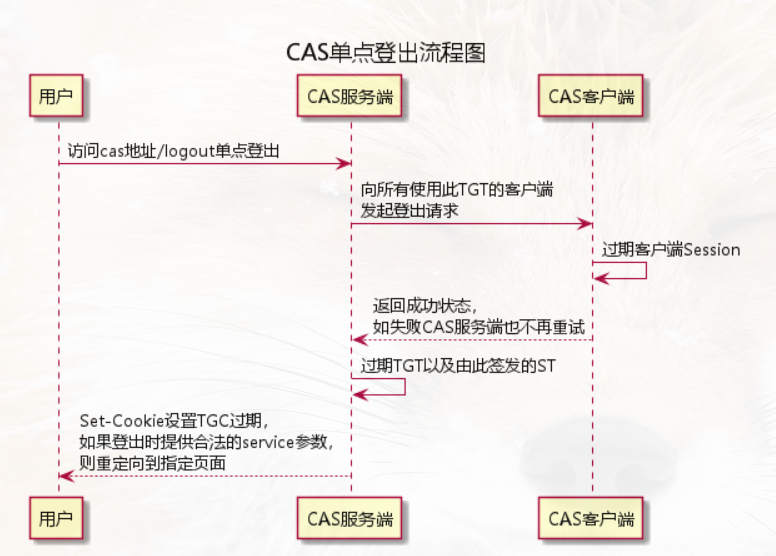 CAS单点登出流程图
用户
CAS服务端
CAS客户端
访问cas地址/logout单点登出
向所有使用此TGT的客户端
发起登出请求
过期客户端Session
返回成功状态，
如失败CAS服务端也不再重试
过期TGT以及由此签发的ST
Set-Cookie设置TGC过期，
如果登出时提供合法的service参数，
则重定向到指定页面
用户
CAS服务端
CAS客户端